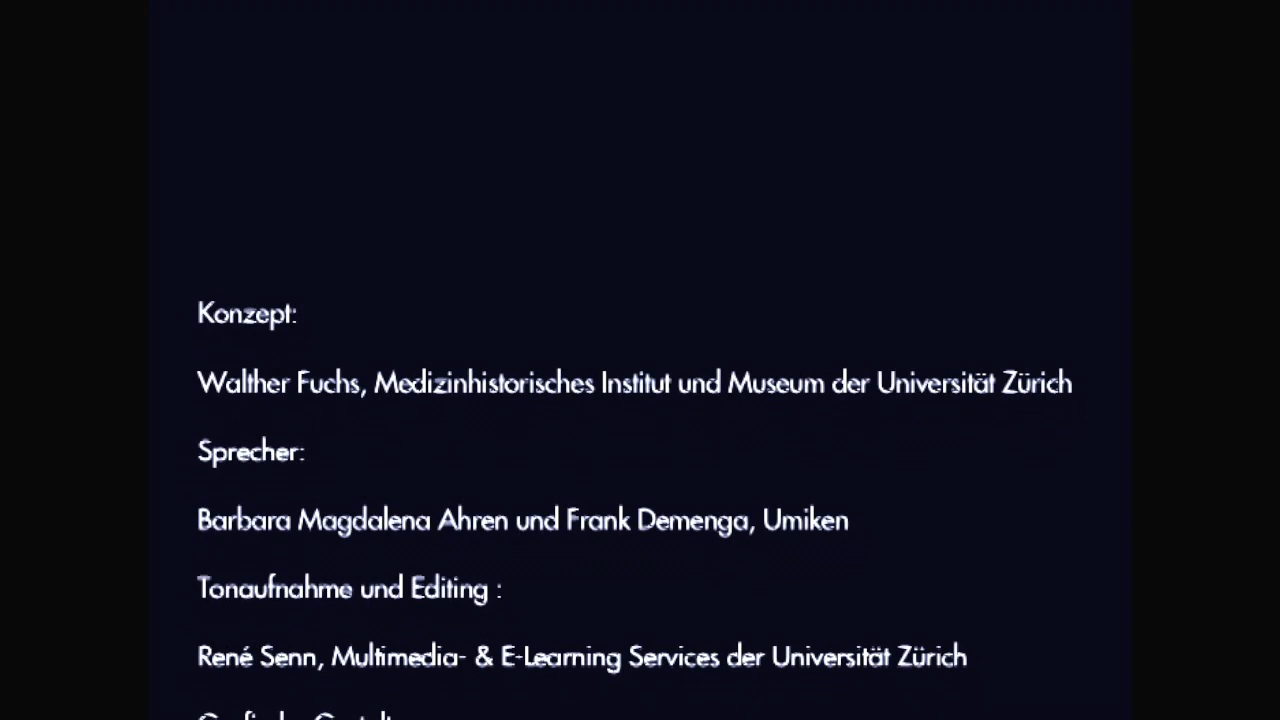 Konzept:
Walther Fuchs, Medizinhistorisches Institut und Museum der Universität Zürich
Sprecher:
Barbara Magdalena Ahren und Frank Demenga, Umiken
Tonaufnahme und Editing :
René Senn, Multimedia- & E-Learning Services der Universität Zürich